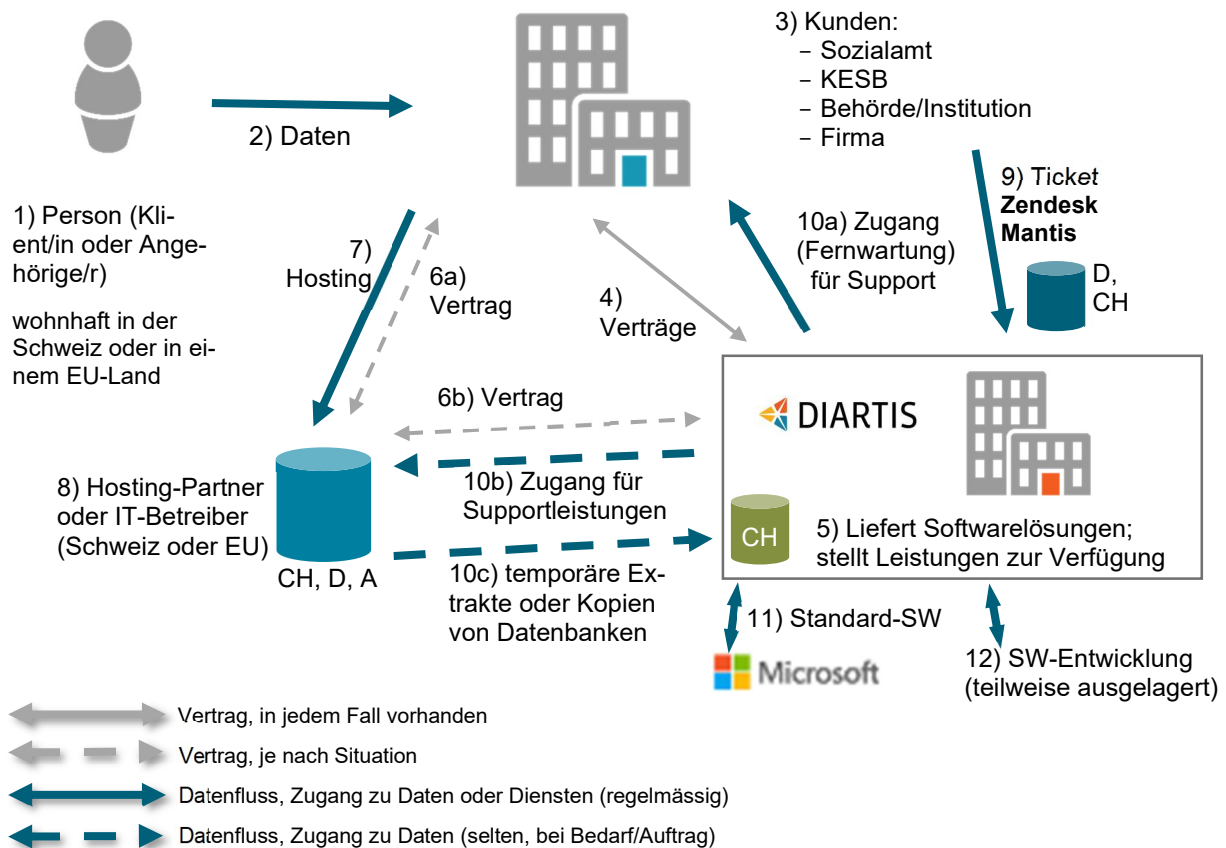 2) Daten
3) Kunden:
– Sozialamt
– KESB
– Behörde/Institution
– Firma
1) Person (Kli-
ent/in oder Ange-
hörige/r)
wohnhaft in der
Schweiz oder in ei-
nem EU-Land
7)
Hosting
6a)
Vertrag
4)
Verträge
10a) Zugang
(Fernwartung)
für Support
9) Ticket
Zendesk
Mantis
D,
CH
6b) Vertrag
DIARTIS
8) Hosting-Partner
oder IT-Betreiber
(Schweiz oder EU)
CH, D, A
10b) Zugang für
Supportleistungen
10c) temporäre Ex-
trakte oder Kopien
von Datenbanken
CH
5) Liefert Softwarelösungen;
stellt Leistungen zur Verfügung
11) Standard-SW
Microsoft
12) SW-Entwicklung
(teilweise ausgelagert)
Vertrag, in jedem Fall vorhanden
Vertrag, je nach Situation
Datenfluss, Zugang zu Daten oder Diensten (regelmässig)
Datenfluss, Zugang zu Daten (selten, bei Bedarf/Auftrag)